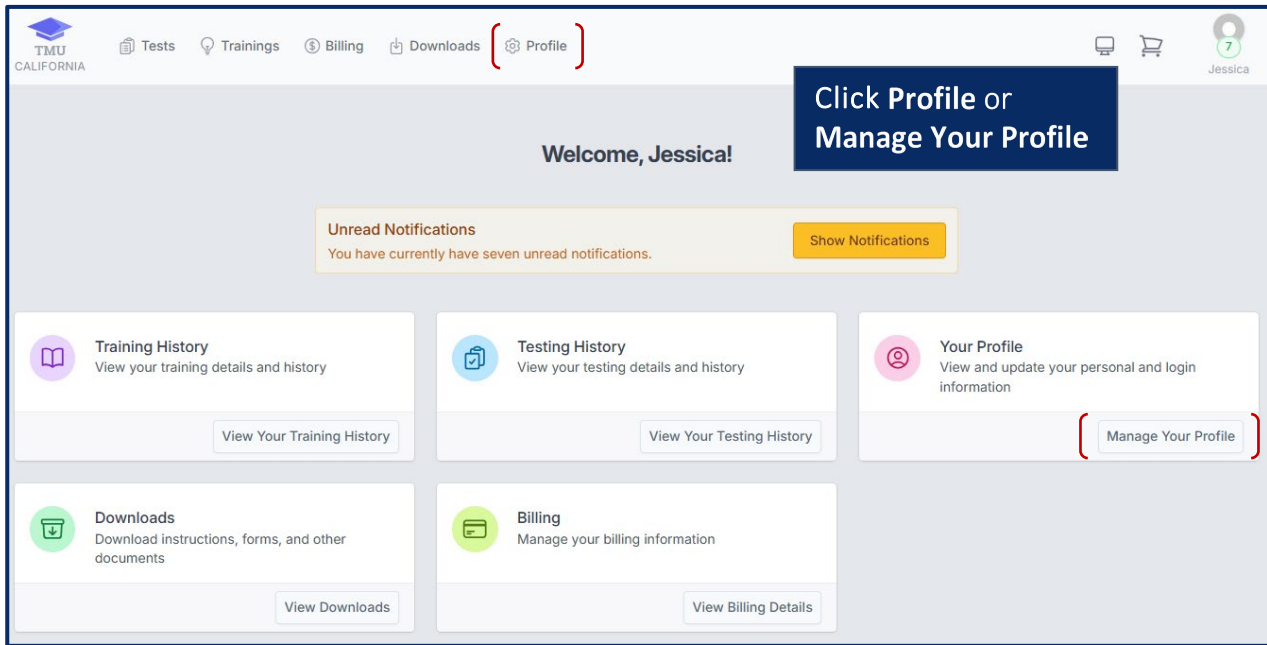 TMU
CALIFORNIA
Tests
Trainings
Billing
Downloads
Profile
7
Jessica
Click Profile or
Manage Your Profile
Welcome, Jessica!
Unread Notifications
You have currently have seven unread notifications.
Show Notifications
Training History
View your training details and history
View Your Training History
Testing History
View your testing details and history
View Your Testing History
Your Profile
View and update your personal and login
information
Manage Your Profile
Downloads
Download instructions, forms, and other
documents
View Downloads
Billing
Manage your billing information
View Billing Details